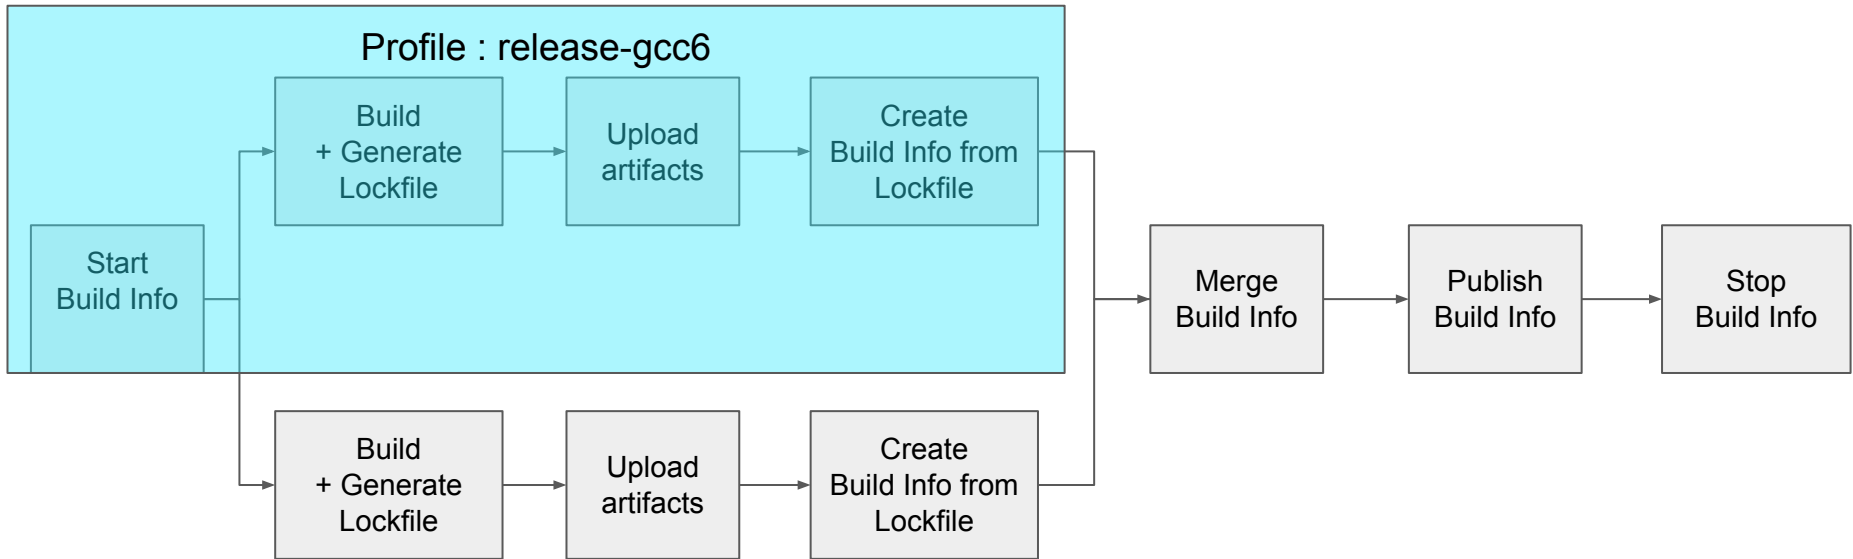 Profile : release-gcc6
Build
+ Generate
Lockfile
Upload
artifacts
Create
Build Info from
Lockfile
Start
Build Info
Merge
Build Info
Publish
Build Info
Stop
Build Info
Build
+ Generate
Lockfile
Upload
artifacts
Create
Build Info from
Lockfile